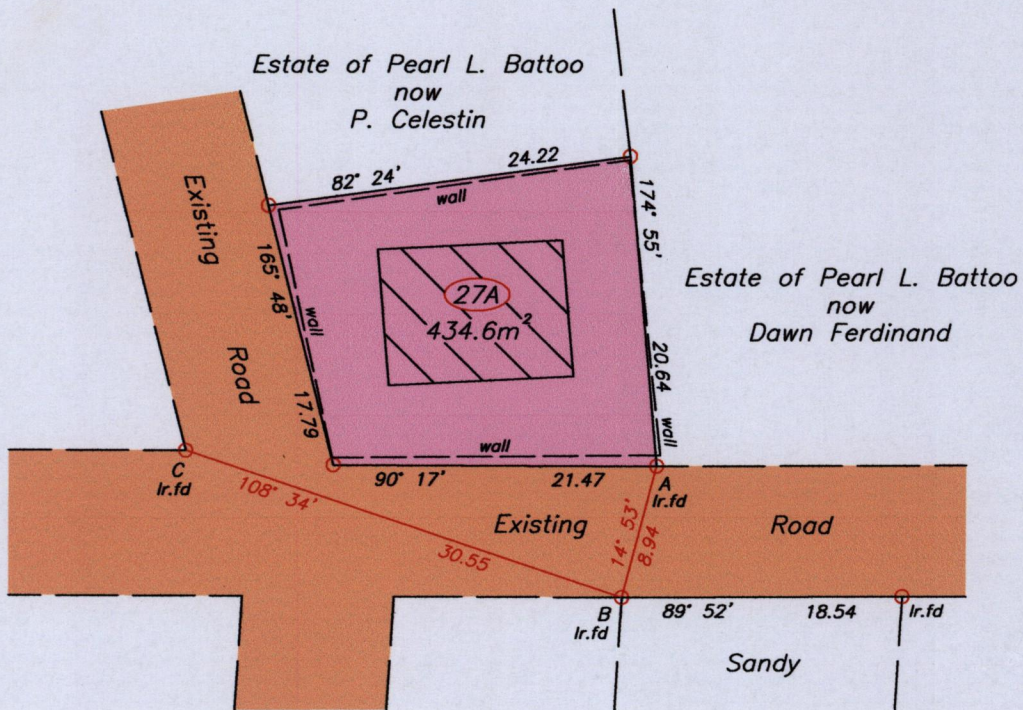 Estate of Pearl L. Battoo
now
P. Celestin
82° 24'
24.22
wall
174° 55'
20.64
wall
Existing
Road
165° 48'
17.79
wall
27A
434.6m²
Estate of Pearl L. Battoo
now
Dawn Ferdinand
wall
90° 17'
21.47
C
Ir.fd
108° 34'
30.55
A
Ir.fd
14° 53'
8.94
Existing
Road
B
Ir.fd
89° 52'
18.54
Ir.fd
Sandy